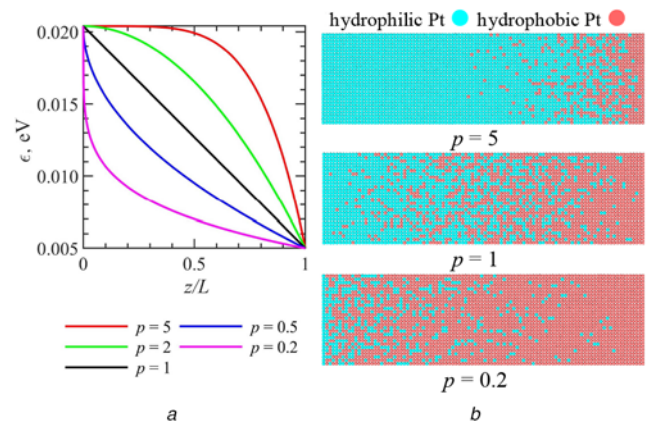 hydrophilic Pt hydrophobic Pt
0.020
0.015
0.010
0.005
ϵ, eV
0 0.5 1
z/L
p = 5 p = 0.5
p = 2 p = 0.2
p = 1
a
p = 5
p = 1
p = 0.2
b